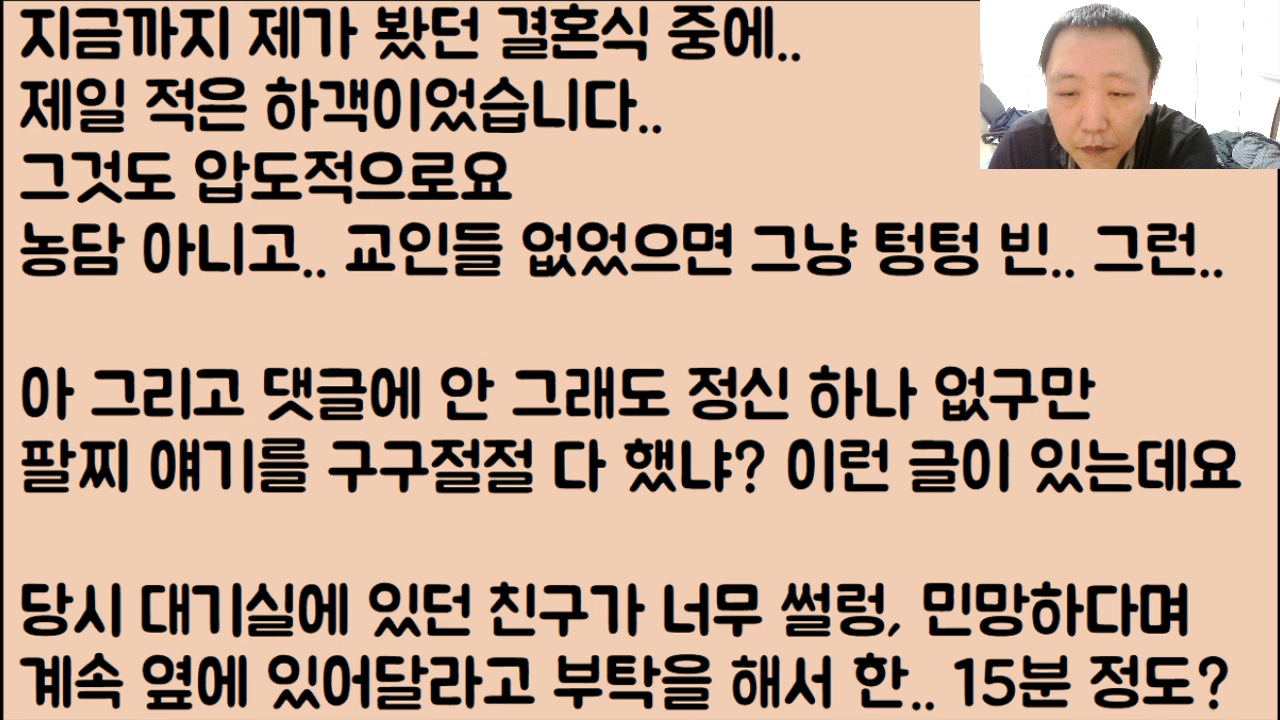 지금까지 제가 봤던 결혼식 중에..
제일 적은 하객이었습니다..
그것도 압도적으로요
농담 아니고.. 교인들 없었으면 그냥 텅텅 빈.. 그런..
아 그리고 댓글에 안 그래도 정신 하나 없구만
팔찌 얘기를 구구절절 다 했냐? 이런 글이 있는데요
당시 대기실에 있던 친구가 너무 썰렁, 민망하다며
계속 옆에 있어달라고 부탁을 해서 한.. 15분 정도?